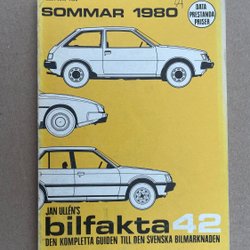 SOMMAR 1980
DATA
PRESTANDA
PRISER
JAN ULLÉN'S
bilfakta 42
DEN KOMPLETTA GUIDEN TILL DEN SVENSKA BILMARKNADEN